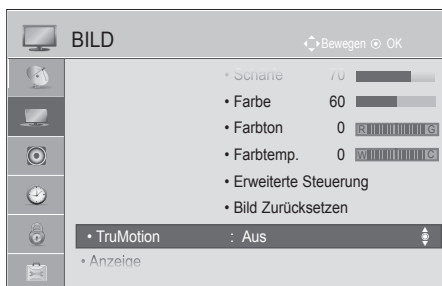 BILD
Bewegen ⊙ OK
• Schärfe 70
• Farbe 60
• Farbton 0 R G
• Farbtemp. 0 W C
• Erweiterte Steuerung
• Bild Zurücksetzen
• TruMotion : Aus
• Anzeige